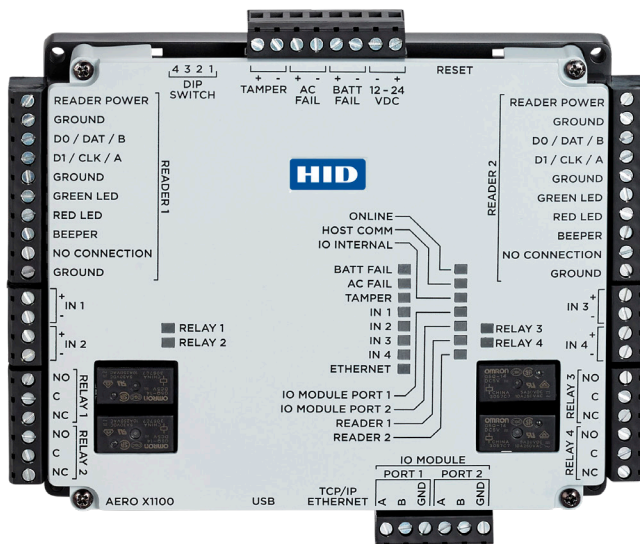 4 3 2 1
DIP
SWITCH
+ - + - + - - +
TAMPER AC FAIL BATT FAIL 12 – 24 VDC
RESET
HID
READER 1
READER POWER
GROUND
D0 / DAT / B
D1 / CLK / A
GROUND
GREEN LED
RED LED
BEEPER
NO CONNECTION
GROUND
+
IN 1
-
+
IN 2
-
RELAY 1
RELAY 2
RELAY 1
NO
C
NC
RELAY 2
NO
C
NC
OMRON
OMRON
ONLINE
HOST COMM
IO INTERNAL
BATT FAIL
AC FAIL
TAMPER
IN 1
IN 2
IN 3
IN 4
ETHERNET
IO MODULE PORT 1
IO MODULE PORT 2
READER 1
READER 2
READER 2
READER POWER
GROUND
D0 / DAT / B
D1 / CLK / A
GROUND
GREEN LED
RED LED
BEEPER
NO CONNECTION
GROUND
+
IN 3
-
+
IN 4
-
RELAY 3
RELAY 4
OMRON
OMRON
RELAY 3
NO
C
NC
RELAY 4
NO
C
NC
AERO X1100
USB
TCP/IP
ETHERNET
IO MODULE
PORT 1 PORT 2
A B GND A B GND